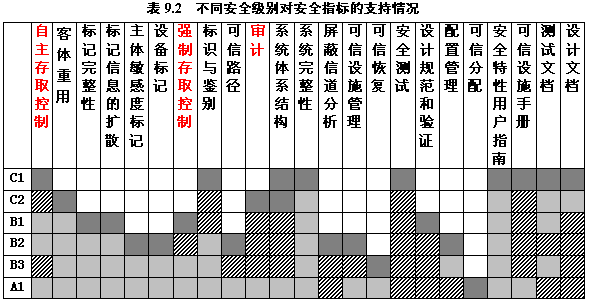 表 9.2 不同安全级别对安全指标的支持情况
自主存取控制
客体重用
标记完整性
标记信息的扩散
主体敏感度标记
设备标记
强制存取控制
标识与鉴别
可信路径
审计
系统体系结构
系统完整性
屏蔽信道分析
可信设施管理
可信恢复
安全测试
设计规范和验证
配置管理
可信分配
安全特性用户指南
可信设施手册
测试文档
设计文档
C1
C2
B1
B2
B3
A1